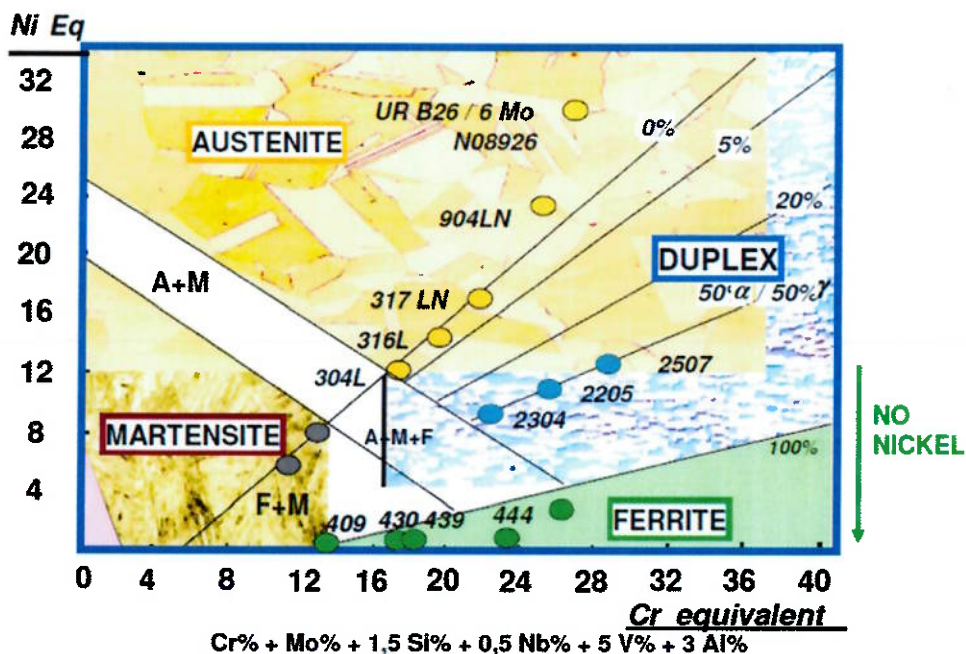 Ni Eq
32
28
24
20
16
12
8
4
AUSTENITE
UR B26 / 6 Mo
N08926
0%
5%
904LN
20%
DUPLEX
A+M
317 LN
50%α / 50%γ
316L
2507
304L
2205
2304
NO
NICKEL
MARTENSITE
A+M+F
100%
F+M
409
430
439
444
FERRITE
0
4
8
12
16
20
24
28
32
36
40
Cr equivalent
Cr% + Mo% + 1,5 Si% + 0,5 Nb% + 5 V% + 3 Al%